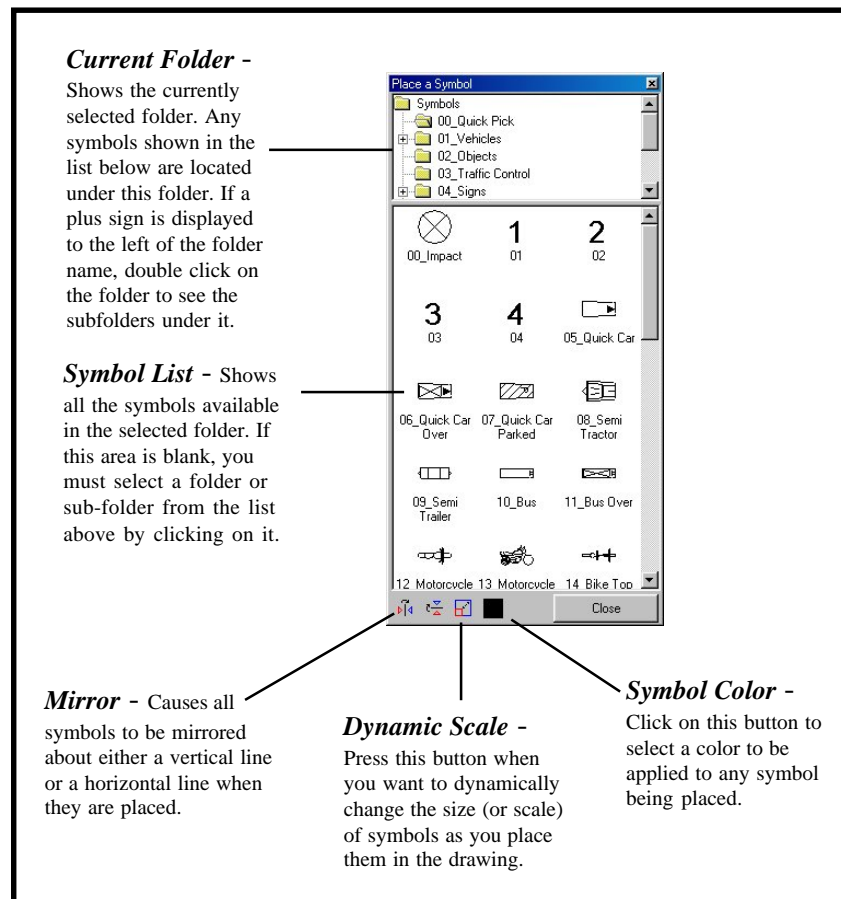 Current Folder -
Shows the currently
selected folder. Any
symbols shown in the
list below are located
under this folder. If a
plus sign is displayed
to the left of the folder
name, double click on
the folder to see the
subfolders under it.
Symbol List - Shows
all the symbols available
in the selected folder. If
this area is blank, you
must select a folder or
sub-folder from the list
above by clicking on it.
Place a Symbol
Symbols
00_Quick Pick
01_Vehicles
02_Objects
03_Traffic Control
04_Signs
1
2
00_Impact
01
02
3
4
03
04
05_Quick Car
06_Quick Car
Over
07_Quick Car
Parked
08_Semi
Tractor
09_Semi
Trailer
10_Bus
11_Bus Over
12_Motorcycle
13_Motorcycle
14_Bike Top
Close
Mirror - Causes all
symbols to be mirrored
about either a vertical line
or a horizontal line when
they are placed.
Dynamic Scale -
Press this button when
you want to dynamically
change the size (or scale)
of symbols as you place
them in the drawing.
Symbol Color -
Click on this button to
select a color to be
applied to any symbol
being placed.